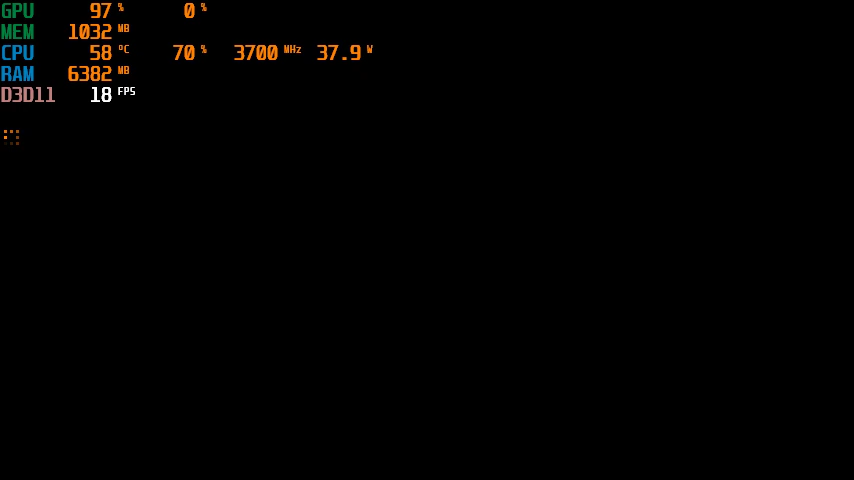 GPU 97 % 0 %
MEM 1032 MB
CPU 58 °C 70 % 3700 MHz 37.9 W
RAM 6382 MB
D3D11 18 FPS